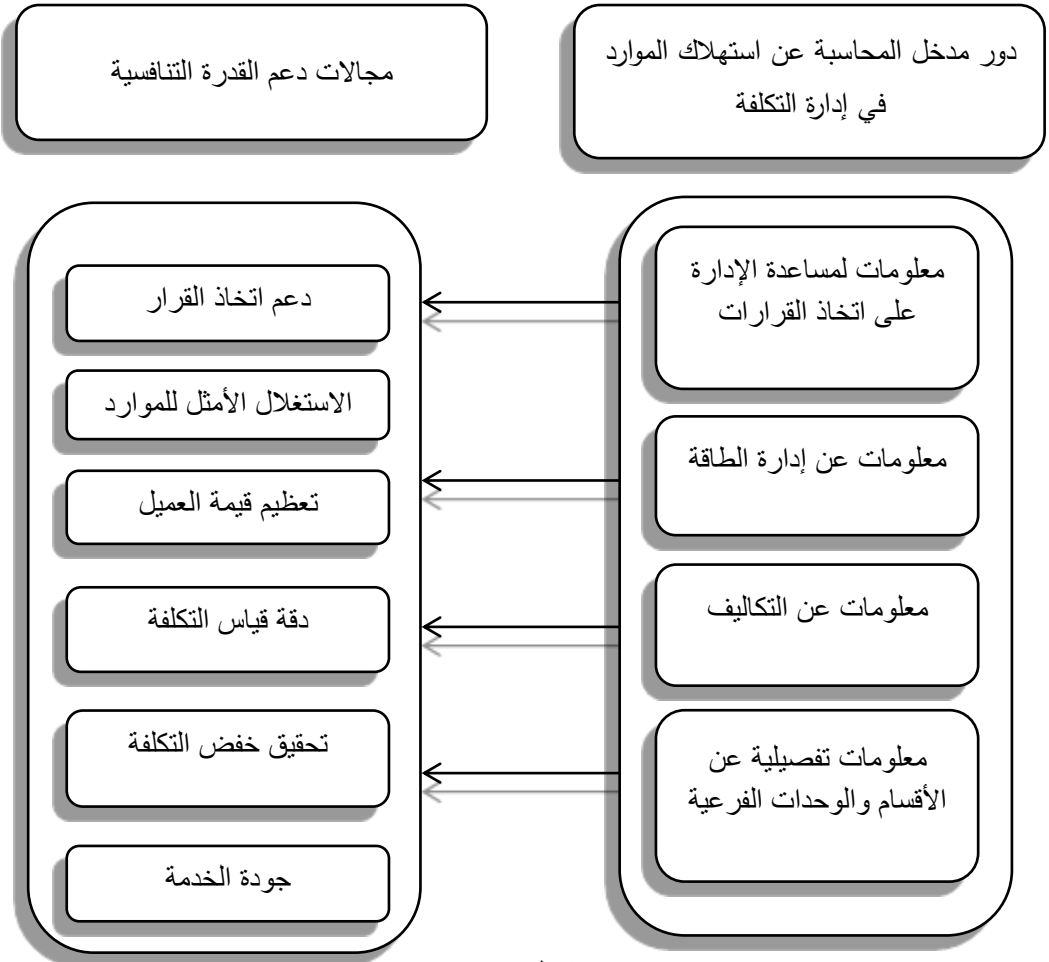 دور مدخل المحاسبة عن استهلاك الموارد
في إدارة التكلفة
مجالات دعم القدرة التنافسية
معلومات لمساعدة الإدارة
على اتخاذ القرارات
معلومات عن إدارة الطاقة
معلومات عن التكاليف
معلومات تفصيلية عن
الأقسام والوحدات الفرعية
دعم اتخاذ القرار
الاستغلال الأمثل للموارد
تعظيم قيمة العميل
دقة قياس التكلفة
تحقيق خفض التكلفة
جودة الخدمة